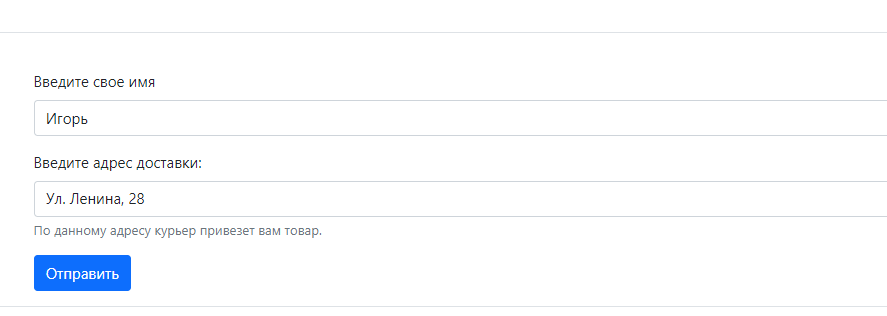 Введите свое имя
Игорь
Введите адрес доставки:
Ул. Ленина, 28
По данному адресу курьер привезет вам товар.
Отправить